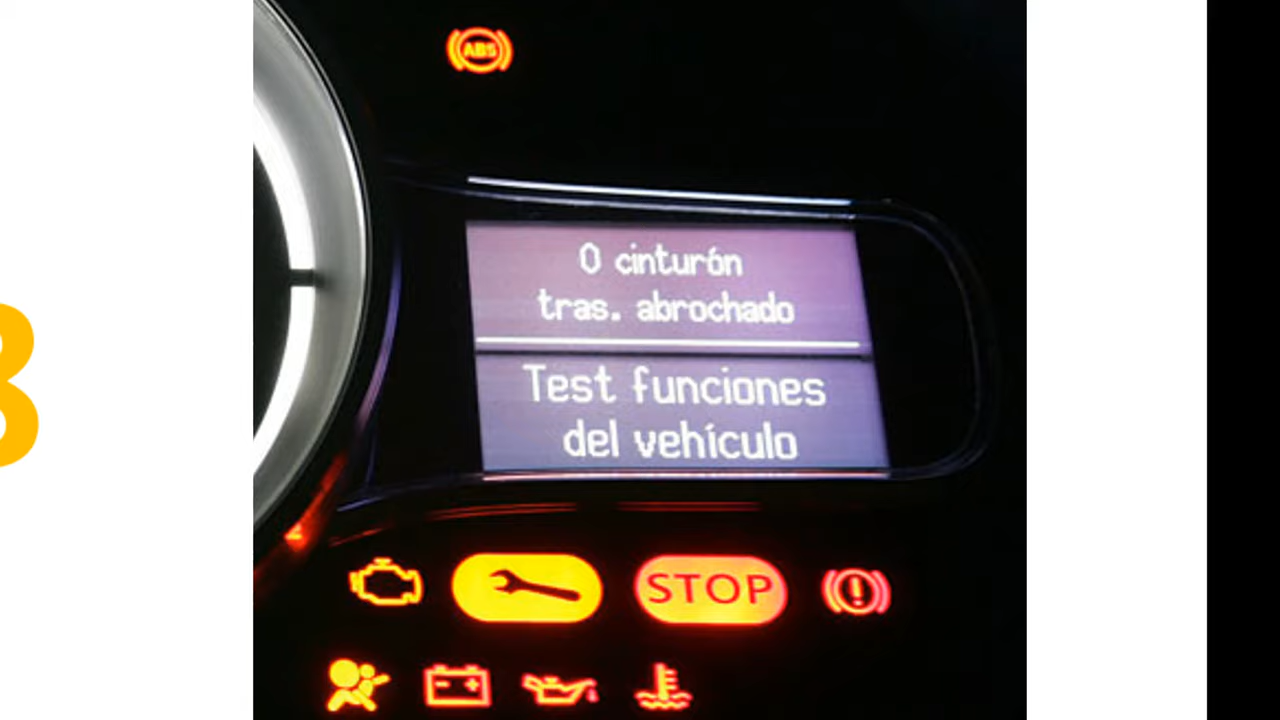 ABS
0 cinturón
tras. abrochado
Test funciones
del vehículo
STOP